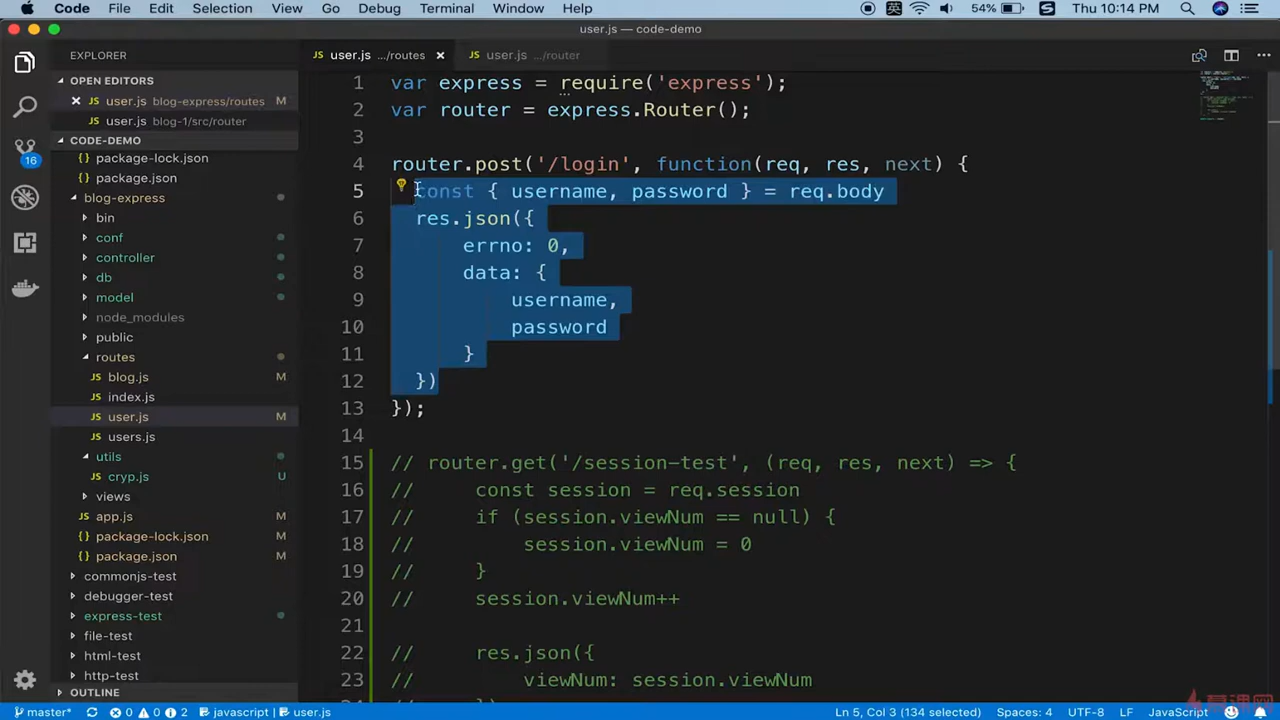 Code File Edit Selection View Go Debug Terminal Window Help 英 54% Thu 10:14 PM
user.js — code-demo
EXPLORER
user.js .../routes
user.js .../router
OPEN EDITORS
user.js blog-express/routes M
user.js blog-1/src/router
CODE-DEMO
package-lock.json
package.json
blog-express
bin
conf
controller
db
model
node_modules
public
routes
blog.js M
index.js
user.js M
users.js
utils
cryp.js U
views
app.js M
package-lock.json M
package.json M
commonjs-test
debugger-test
express-test
file-test
html-test
http-test
OUTLINE
16
1 var express = require('express');
2 var router = express.Router();
3
4 router.post('/login', function(req, res, next) {
5 const { username, password } = req.body
6 res.json({
7 errno: 0,
8 data: {
9 username,
10 password
11 }
12 })
13 });
14
15 // router.get('/session-test', (req, res, next) => {
16 // const session = req.session
17 // if (session.viewNum == null) {
18 // session.viewNum = 0
19 // }
20 // session.viewNum++
21
22 // res.json({
23 // viewNum: session.viewNum
master* 0 0 2 javascript user.js Ln 5, Col 3 (134 selected) Spaces: 4 UTF-8 LF JavaScript